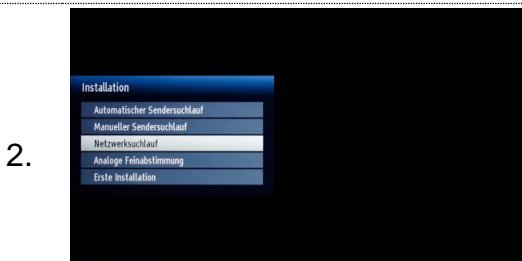 Installation
Automatischer Sendersuchlauf
Manueller Sendersuchlauf
2.
Netzwerksuchlauf
Analoge Feinabstimmung
Erste Installation